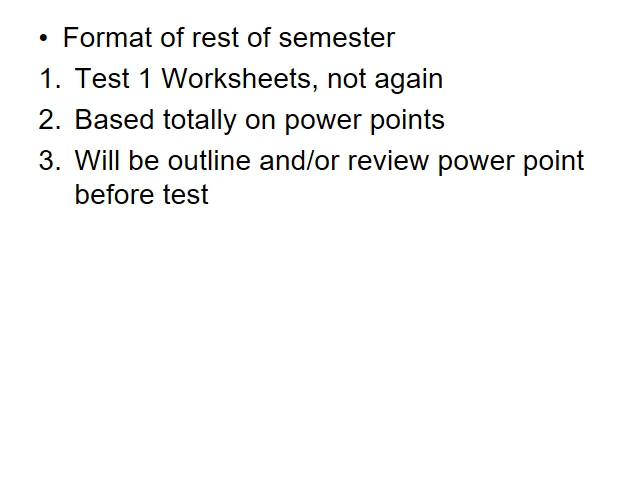 • Format of rest of semester
1. Test 1 Worksheets, not again
2. Based totally on power points
3. Will be outline and/or review power point
before test